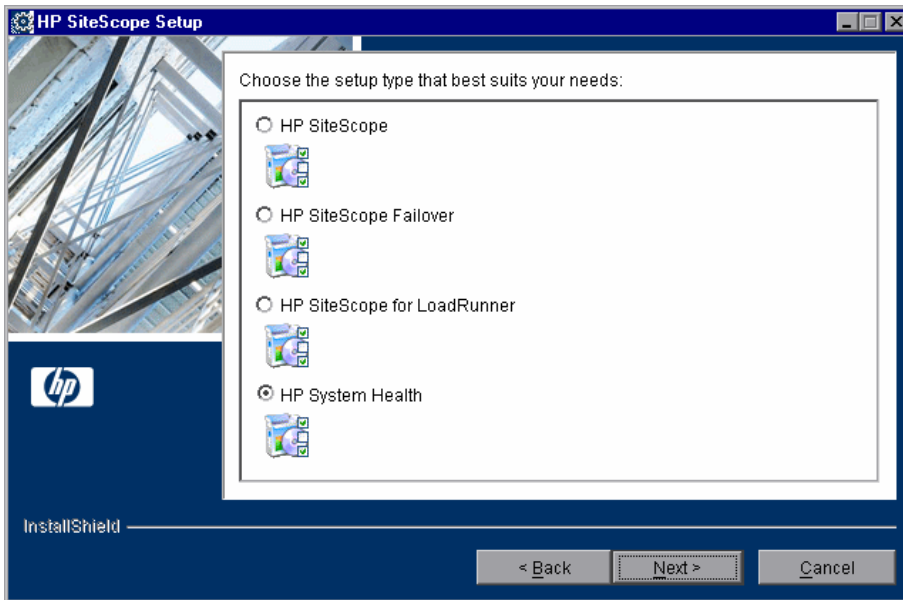 HP SiteScope Setup
Choose the setup type that best suits your needs:
HP SiteScope
HP SiteScope Failover
HP SiteScope for LoadRunner
hp
HP System Health
InstallShield
< Back
Next >
Cancel